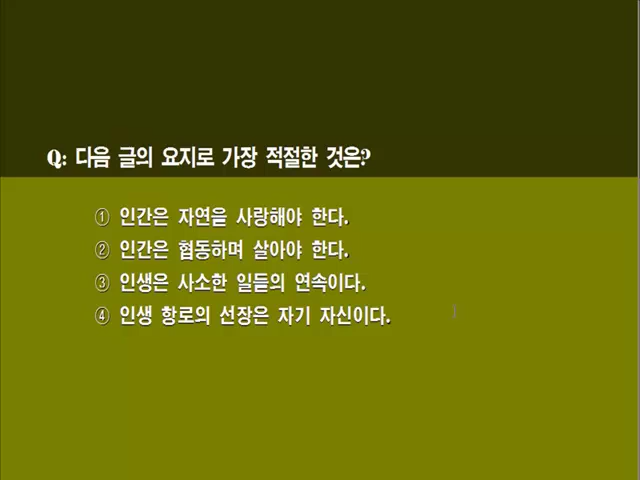 Q: 다음 글의 요지로 가장 적절한 것은?
① 인간은 자연을 사랑해야 한다.
② 인간은 협동하며 살아야 한다.
③ 인생은 사소한 일들의 연속이다.
④ 인생 항로의 선장은 자기 자신이다.